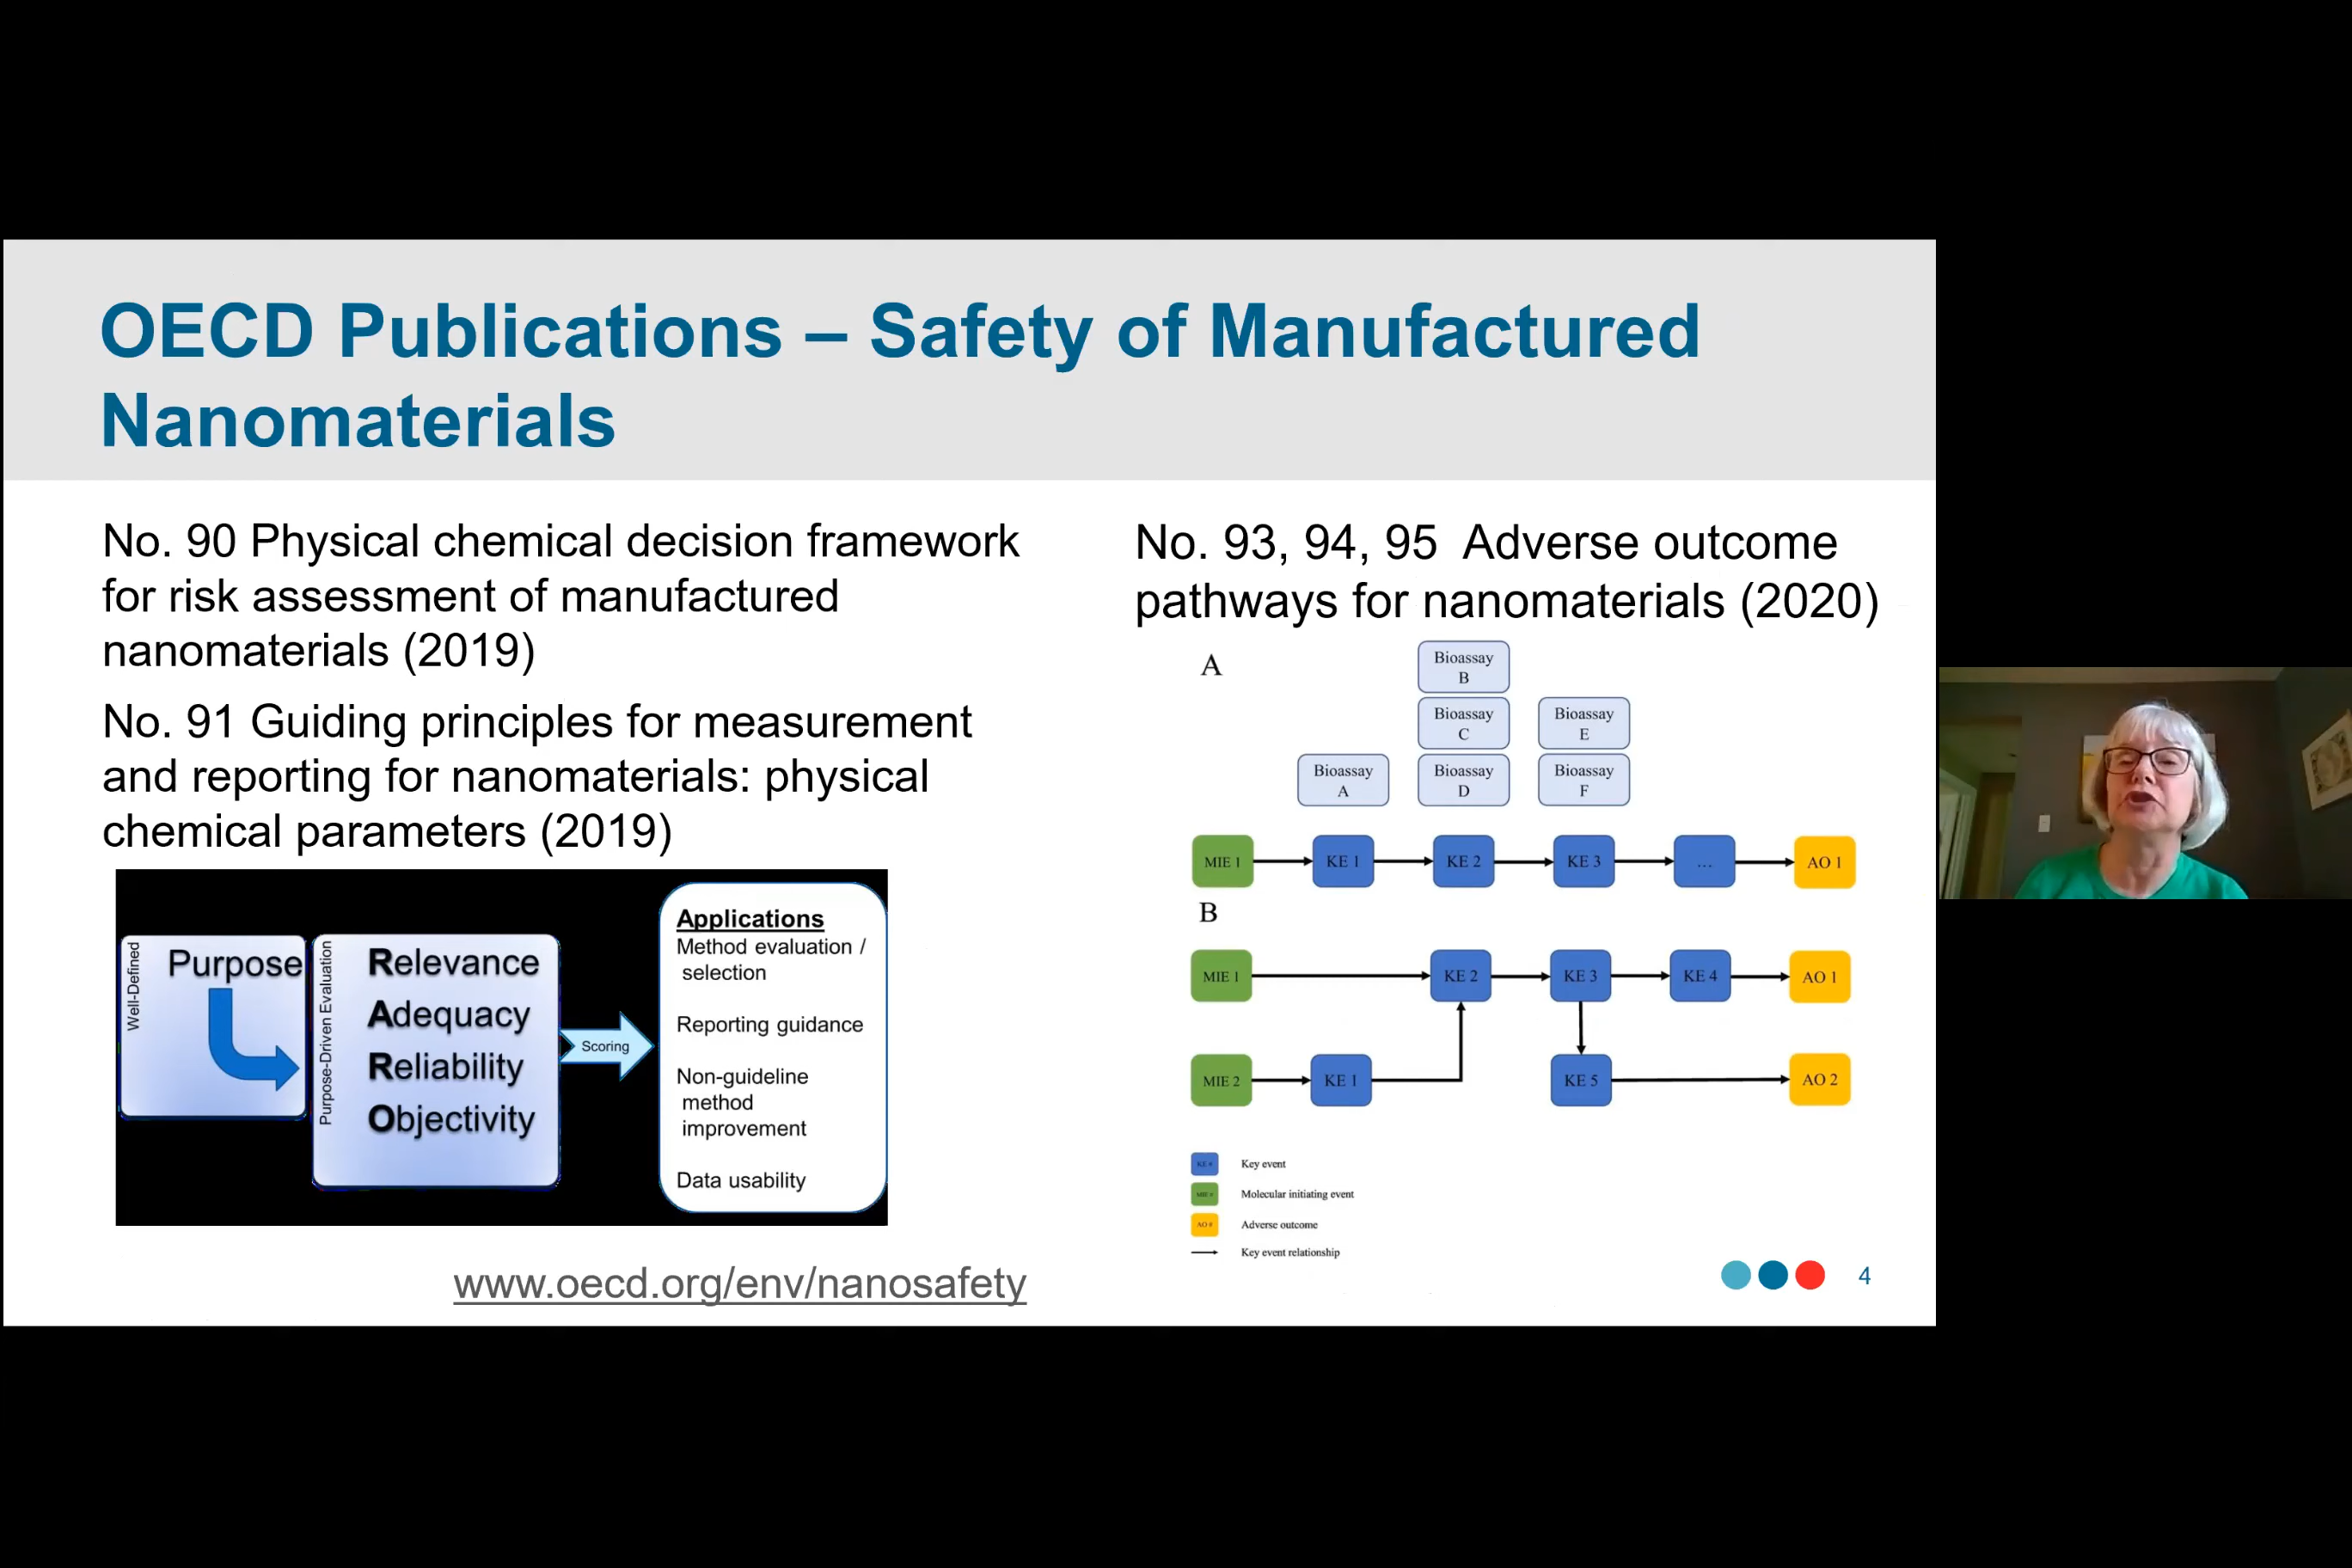 OECD Publications – Safety of Manufactured
Nanomaterials
No. 90 Physical chemical decision framework
for risk assessment of manufactured
nanomaterials (2019)
No. 91 Guiding principles for measurement
and reporting for nanomaterials: physical
chemical parameters (2019)
Well-Defined
Purpose
Purpose-Driven Evaluation
Relevance
Adequacy
Reliability
Objectivity
Scoring
Applications
Method evaluation /
selection
Reporting guidance
Non-guideline
method
improvement
Data usability
www.oecd.org/env/nanosafety
No. 93, 94, 95 Adverse outcome
pathways for nanomaterials (2020)
A
Bioassay
B
Bioassay
C
Bioassay
E
Bioassay
A
Bioassay
D
Bioassay
F
MIE 1
KE 1
KE 2
KE 3
...
AO 1
B
MIE 1
KE 2
KE 3
KE 4
AO 1
MIE 2
KE 1
KE 5
AO 2
KE #
Key event
MIE #
Molecular initiating event
AO #
Adverse outcome
Key event relationship
4